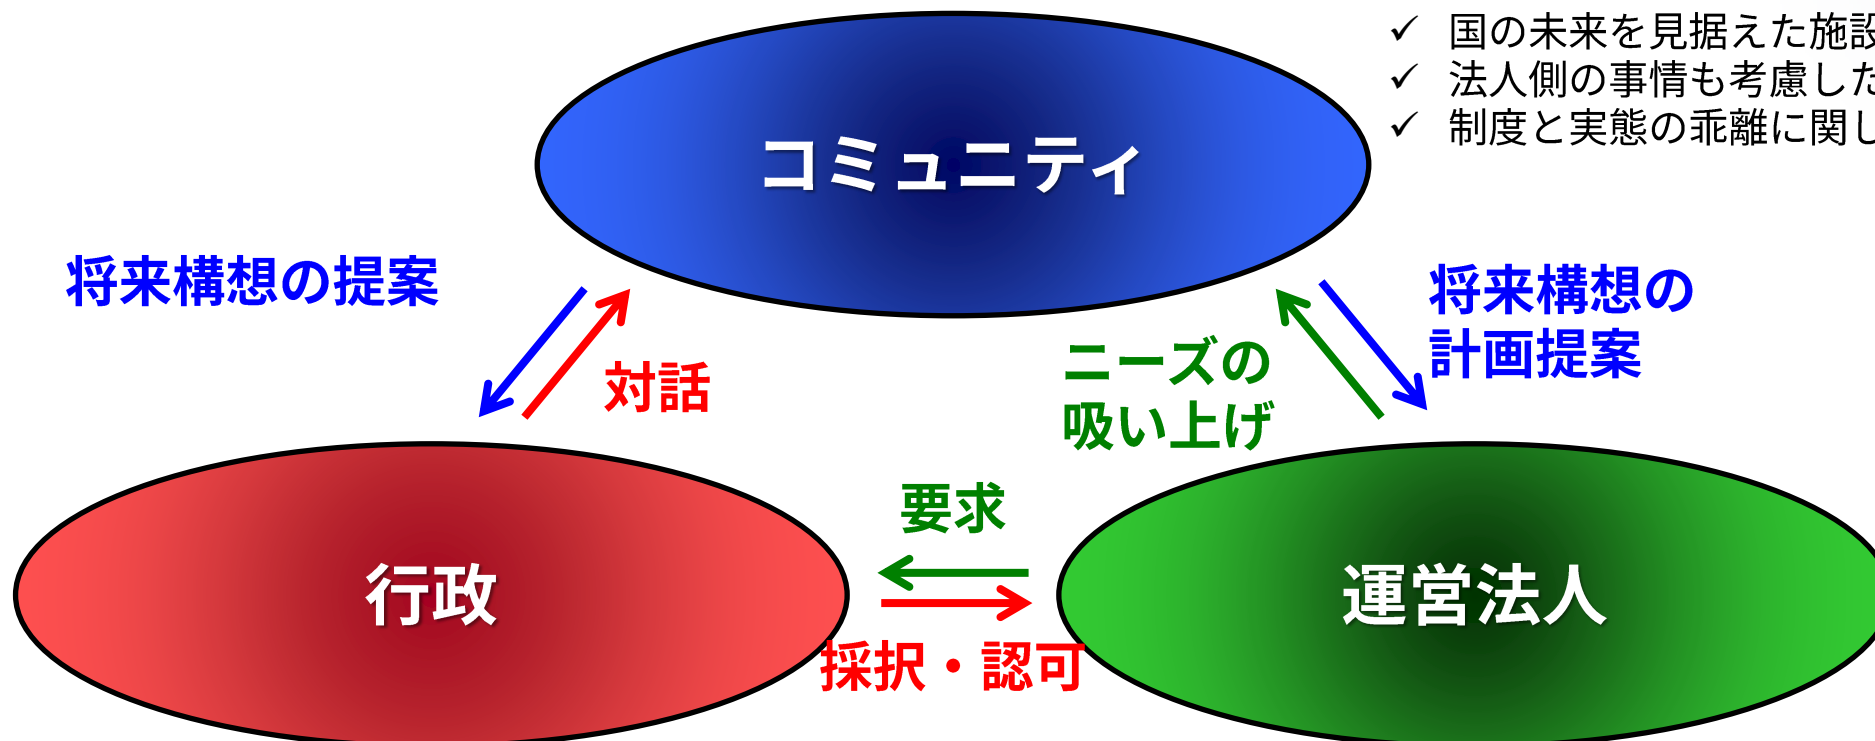 国の未来を見据えた施設
法人側の事情も考慮した
制度と実態の乖離に関し
コミュニティ
将来構想の提案
対話
ニーズの
吸い上げ
将来構想の
計画提案
要求
行政
運営法人
採択・認可